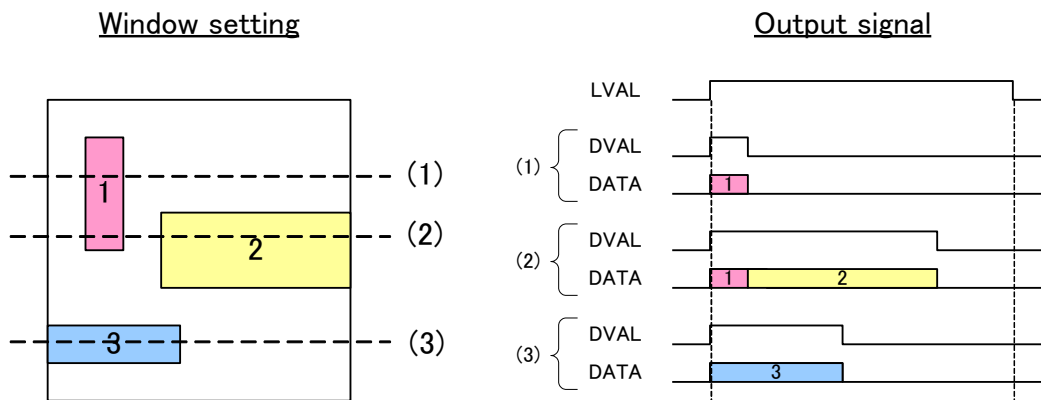 Window setting
1
2
3
(1)
(2)
(3)
Output signal
LVAL
(1)
DVAL
DATA
1
(2)
DVAL
DATA
1 2
(3)
DVAL
DATA
3